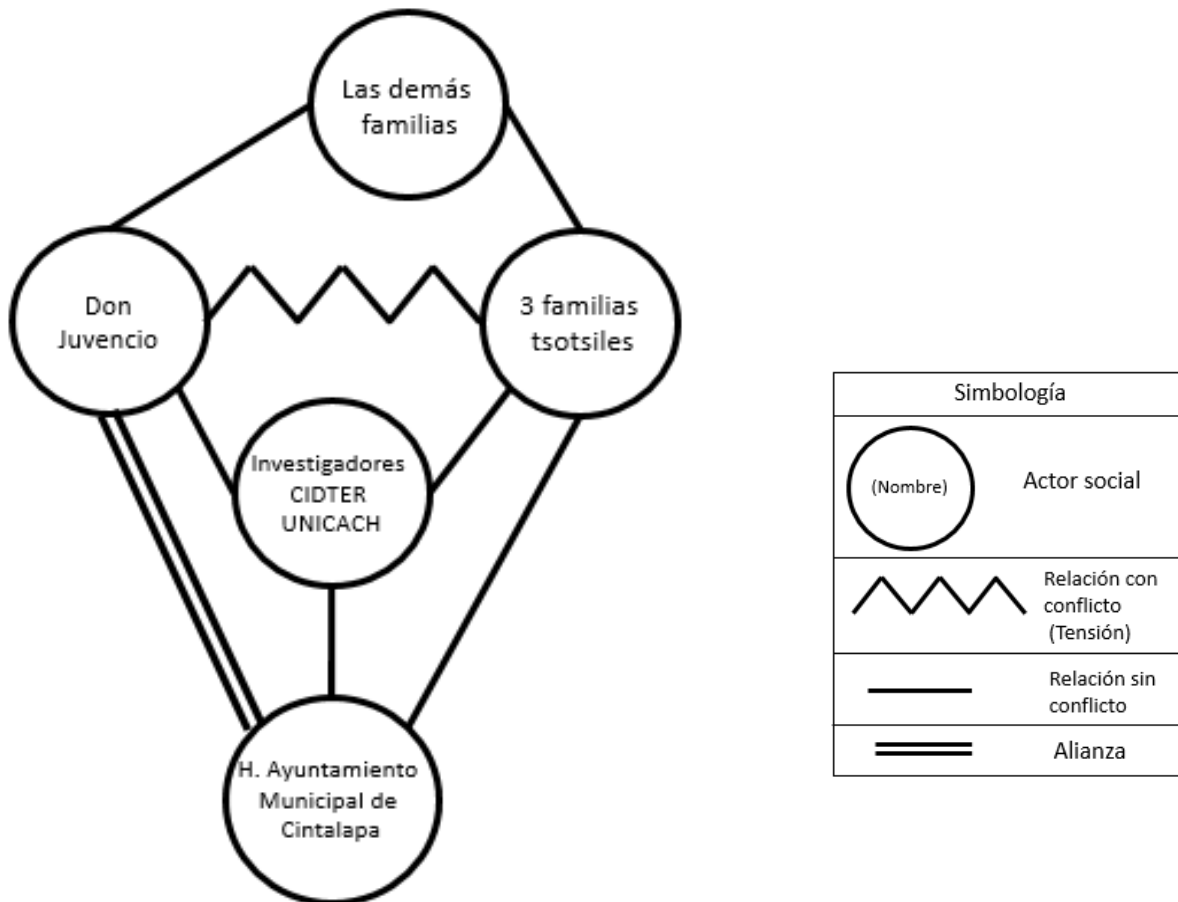 Las demás
familias
Don
Juvencio
3 familias
tsotsiles
Investigadores
CIDTER
UNICACH
H. Ayuntamiento
Municipal de
Cintalapa
Simbología
(Nombre)
Actor social
Relación con
conflicto
(Tensión)
Relación sin
conflicto
Alianza